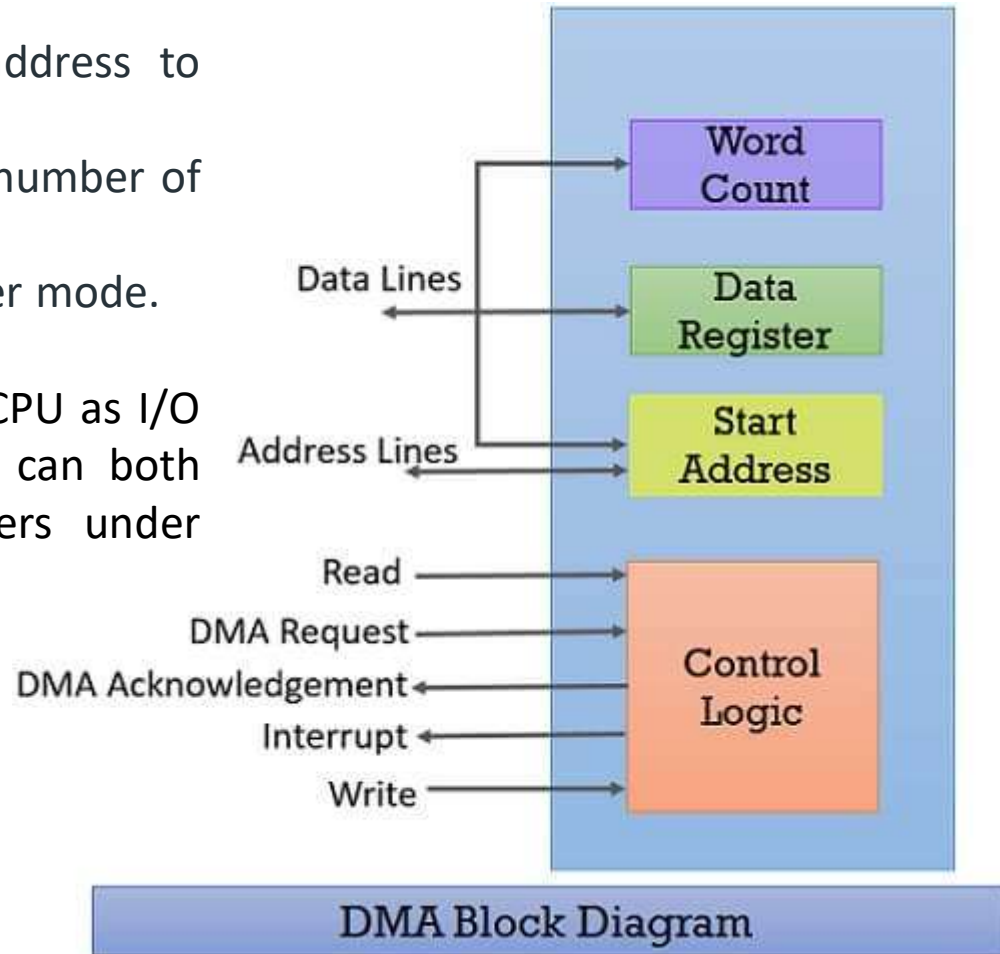 ddress to
number of
er mode.
CPU as I/O
can both
ers under
Word
Count
Data Lines
Data
Register
Start
Address
Address Lines
Read
DMA Request
DMA Acknowledgement
Interrupt
Write
Control
Logic
DMA Block Diagram